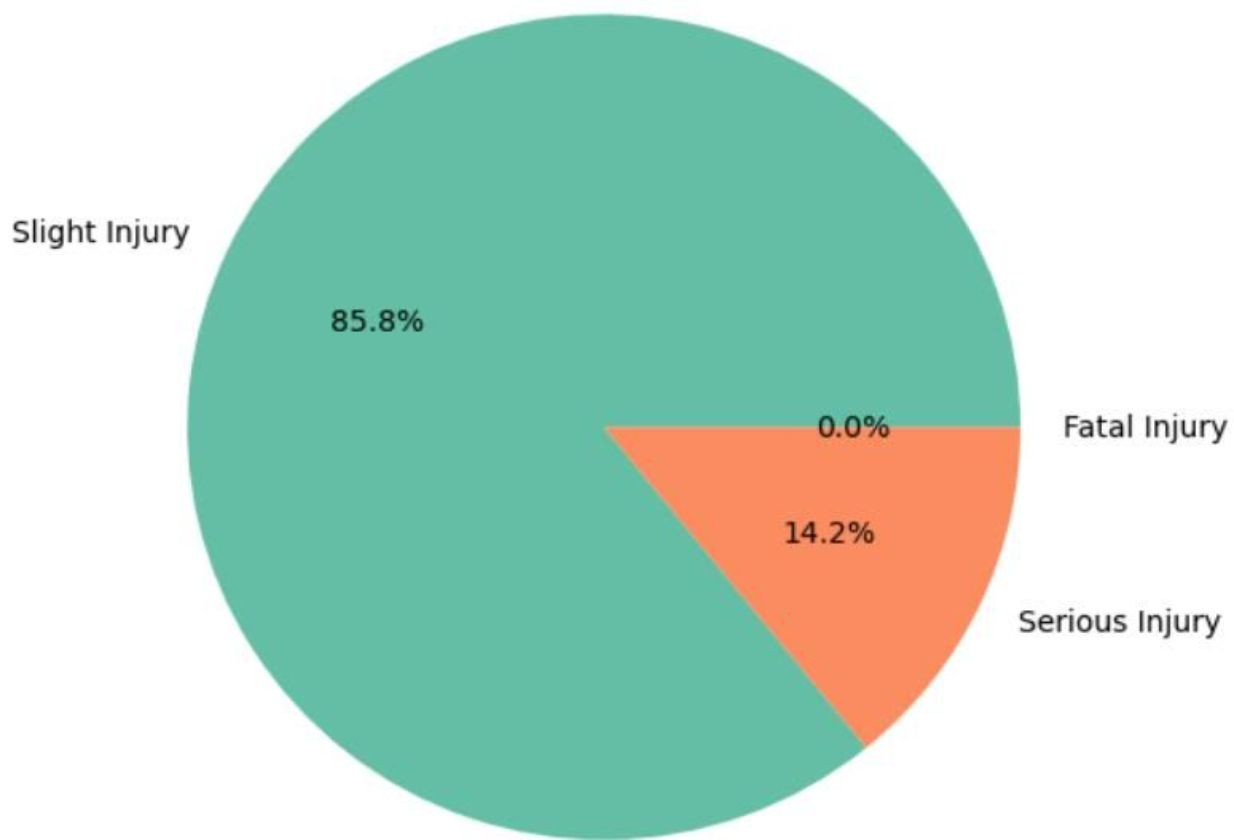 Slight Injury
85.8%
0.0%
Fatal Injury
14.2%
Serious Injury